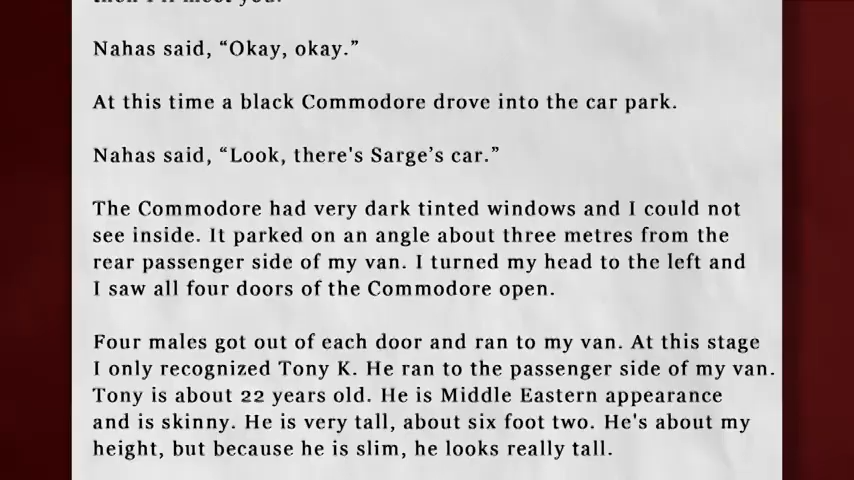 Nahas said, “Okay, okay.”
At this time a black Commodore drove into the car park.
Nahas said, “Look, there's Sarge’s car.”
The Commodore had very dark tinted windows and I could not
see inside. It parked on an angle about three metres from the
rear passenger side of my van. I turned my head to the left and
I saw all four doors of the Commodore open.
Four males got out of each door and ran to my van. At this stage
I only recognized Tony K. He ran to the passenger side of my van.
Tony is about 22 years old. He is Middle Eastern appearance
and is skinny. He is very tall, about six foot two. He's about my
height, but because he is slim, he looks really tall.